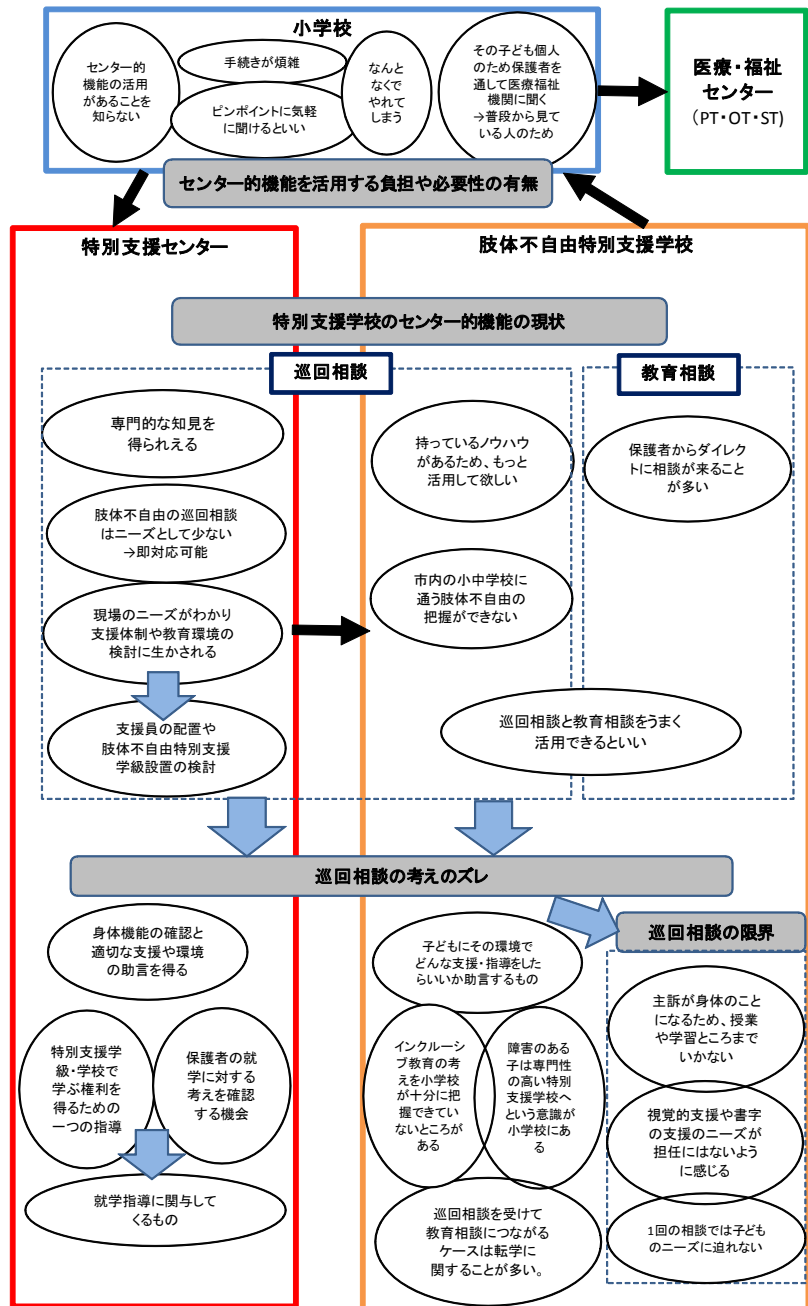 小学校
センター的
機能の活用
があることを
知らない
手続きが煩雑
ピンポイントに気軽
に聞けるといい
なんと
なくで
やれて
しまう
その子ども個人
のため保護者を
通して医療福祉
機関に聞く
→普段から見て
いる人のため
医療・福祉
センター
(PT・OT・ST)
センター的機能を活用する負担や必要性の有無
特別支援センター
肢体不自由特別支援学校
特別支援学校のセンター的機能の現状
巡回相談
教育相談
専門的な知見を
得られえる
肢体不自由の巡回相談
はニーズとして少ない
→即対応可能
現場のニーズがわかり
支援体制や教育環境の
検討に生かされる
支援員の配置や
肢体不自由特別支援
学級設置の検討
持っているノウハウ
があるため、もっと
活用して欲しい
市内の小中学校に
通う肢体不自由の
把握ができない
保護者からダイレク
トに相談が来ること
が多い
巡回相談と教育相談をうまく
活用できるといい
巡回相談の考えのズレ
身体機能の確認と
適切な支援や環境
の助言を得る
特別支援学
級・学校で
学ぶ権利を
得るための
一つの指導
保護者の就
学に対する
考えを確認
する機会
就学指導に関与して
くるもの
子どもにその環境で
どんな支援・指導をした
らいいか助言するもの
インクルーシ
ブ教育の考
えを小学校
が十分に把
握できてい
ないところが
ある
障害のある
子は専門性
の高い特別
支援学校へ
という意識が
小学校にあ
る
巡回相談を受けて
教育相談につながる
ケースは転学に
関することが多い。
巡回相談の限界
主訴が身体のこと
になるため、授業
や学習ところまで
いかない
視覚的支援や書字
の支援のニーズが
担任にはないよう
に感じる
1回の相談では子ども
のニーズに迫れない